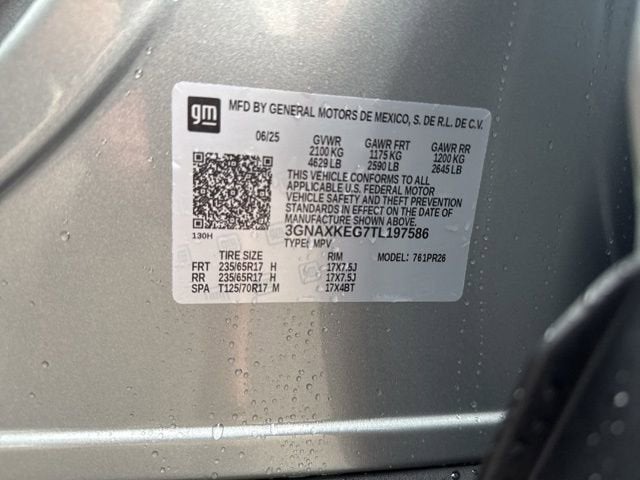 gm
MFD BY GENERAL MOTORS DE MEXICO, S. DE R.L. DE C.V.
06/25 GVWR GAWR FRT GAWR RR
2100 KG 1175 KG 1200 KG
4629 LB 2590 LB 2645 LB
THIS VEHICLE CONFORMS TO ALL
APPLICABLE U.S. FEDERAL MOTOR
VEHICLE SAFETY AND THEFT PREVENTION
STANDARDS IN EFFECT ON THE DATE OF
MANUFACTURE SHOWN ABOVE.
130H 3GNAXKEG7TL197586
TYPE: MPV
TIRE SIZE RIM MODEL: 761PR26
FRT 235/65R17 H 17X7.5J
RR 235/65R17 H 17X7.5J
SPA T125/70R17 M 17X4BT